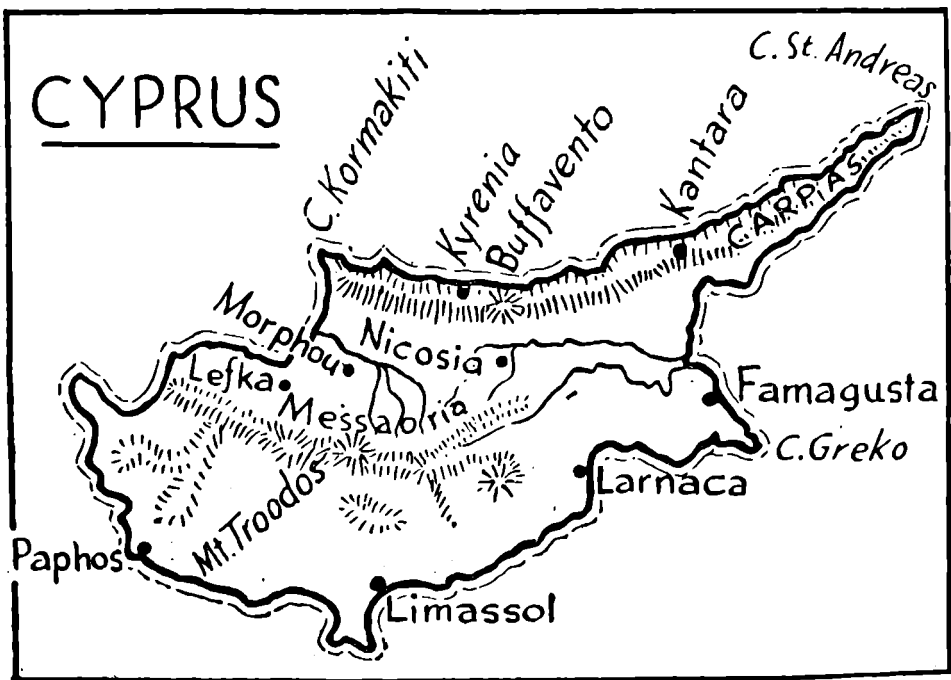 CYPRUS
C. Kormakiti
Kyrenia
Buffavento
Kantara
C. St. Andreas
CARPAS
Morphou
Nicosia
Lefka
Messaoria
Famagusta
C. Greko
Larnaca
Mt. Troodos
Paphos
Limassol